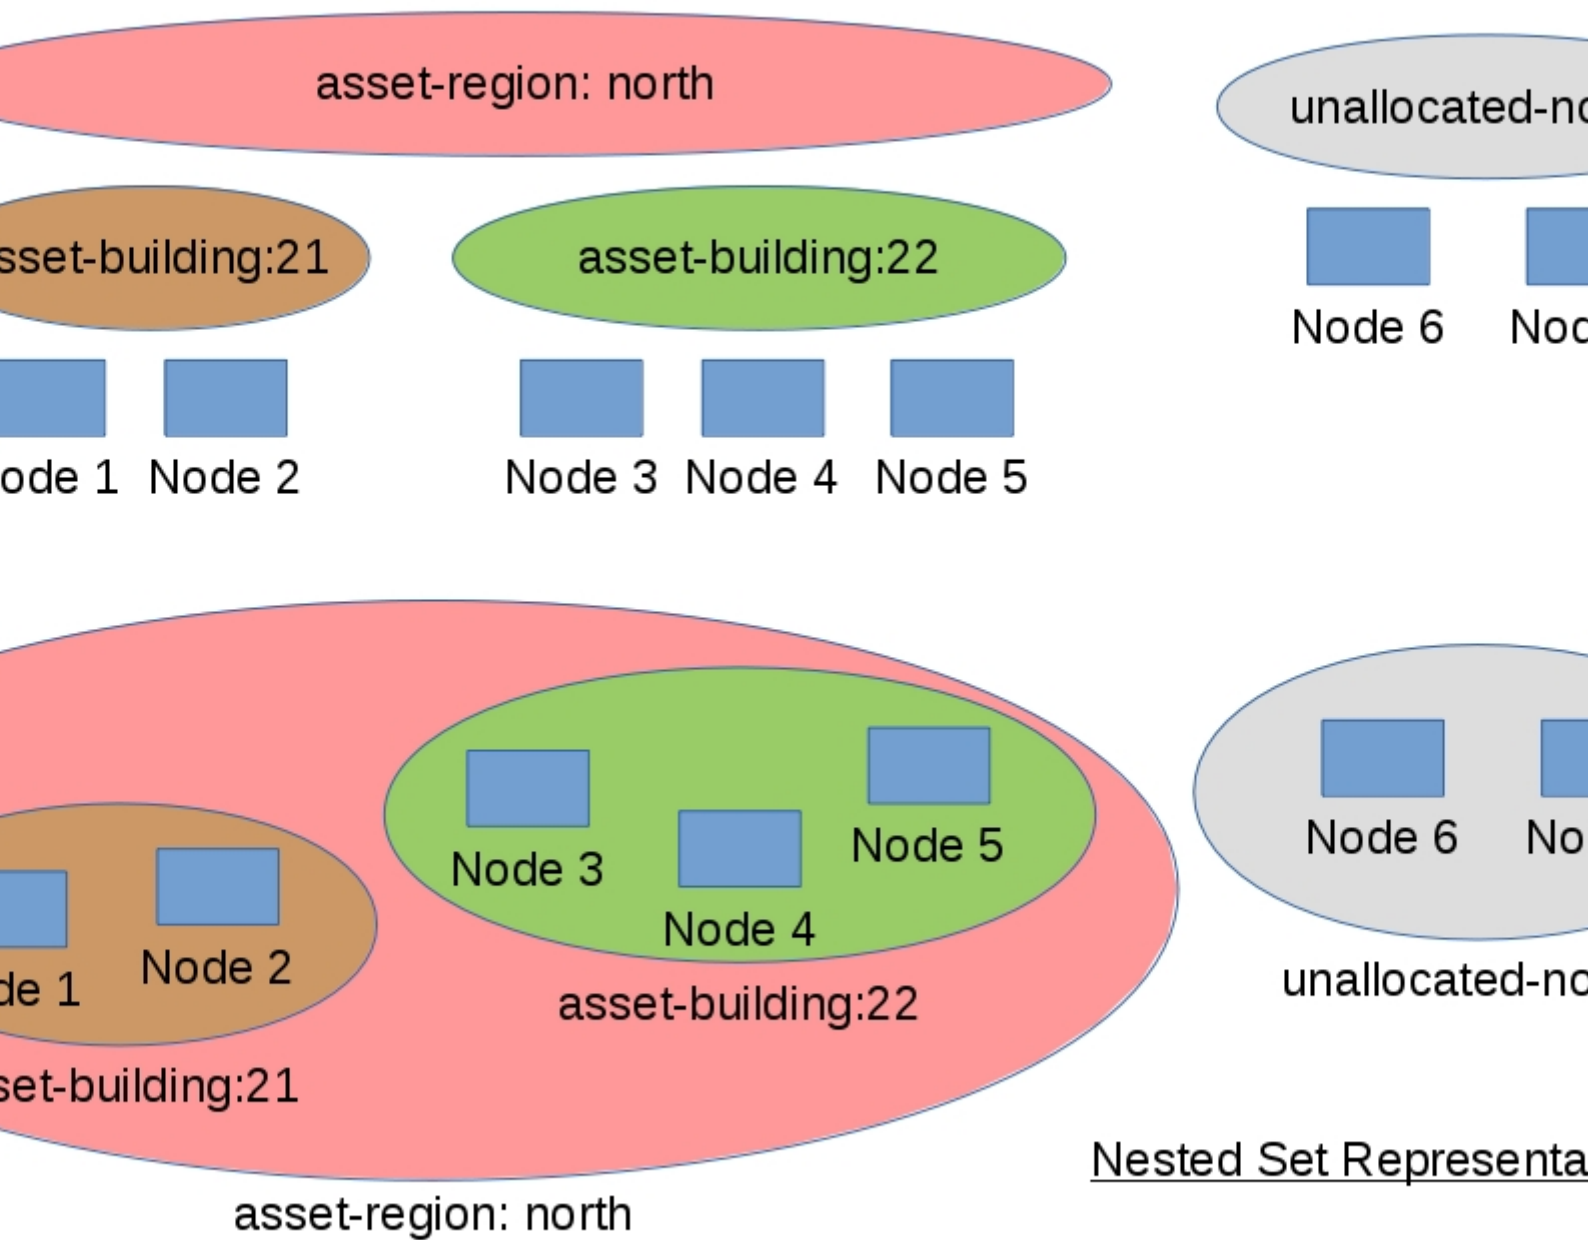 asset-region: north
unallocated-no
sset-building:21
asset-building:22
Node 6
Nod
ode 1
Node 2
Node 3
Node 4
Node 5
Node 5
Node 6
No
Node 3
Node 4
Node 2
de 1
unallocated-no
asset-building:22
set-building:21
Nested Set Representa
asset-region: north